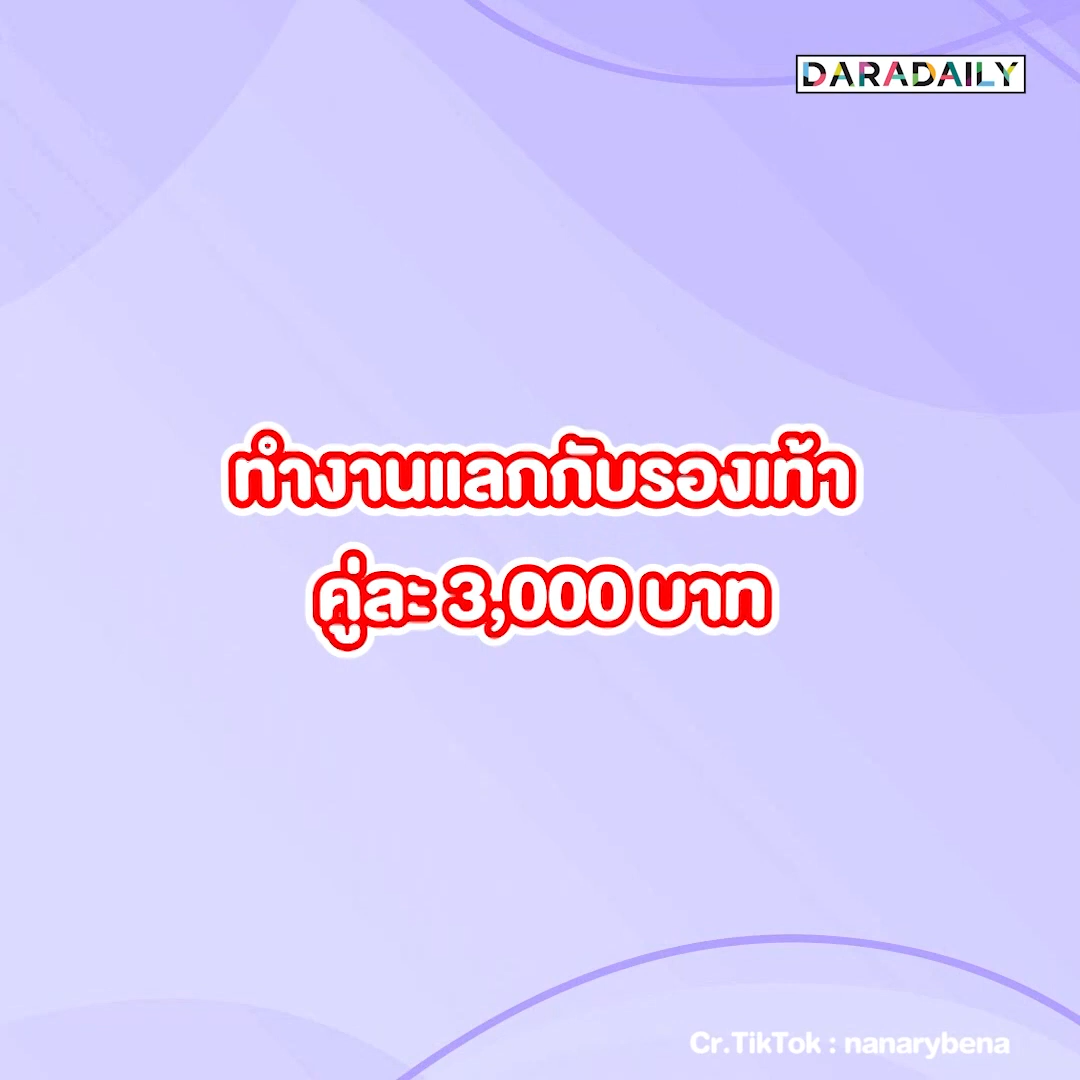 DARADAILY
ทำงานแลกกับรองเท้า
คู่ละ 3,000 บาท
Cr.TikTok : nanarybena